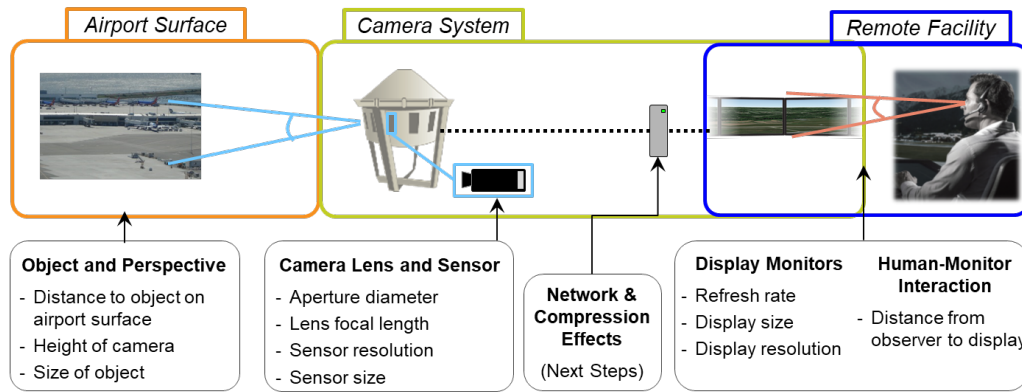 Airport Surface
Camera System
Remote Facility
Object and Perspective
- Distance to object on
airport surface
- Height of camera
- Size of object
Camera Lens and Sensor
- Aperture diameter
- Lens focal length
- Sensor resolution
- Sensor size
Network &
Compression
Effects
(Next Steps)
Display Monitors
- Refresh rate
- Display size
- Display resolution
Human-Monitor
Interaction
- Distance from
observer to display